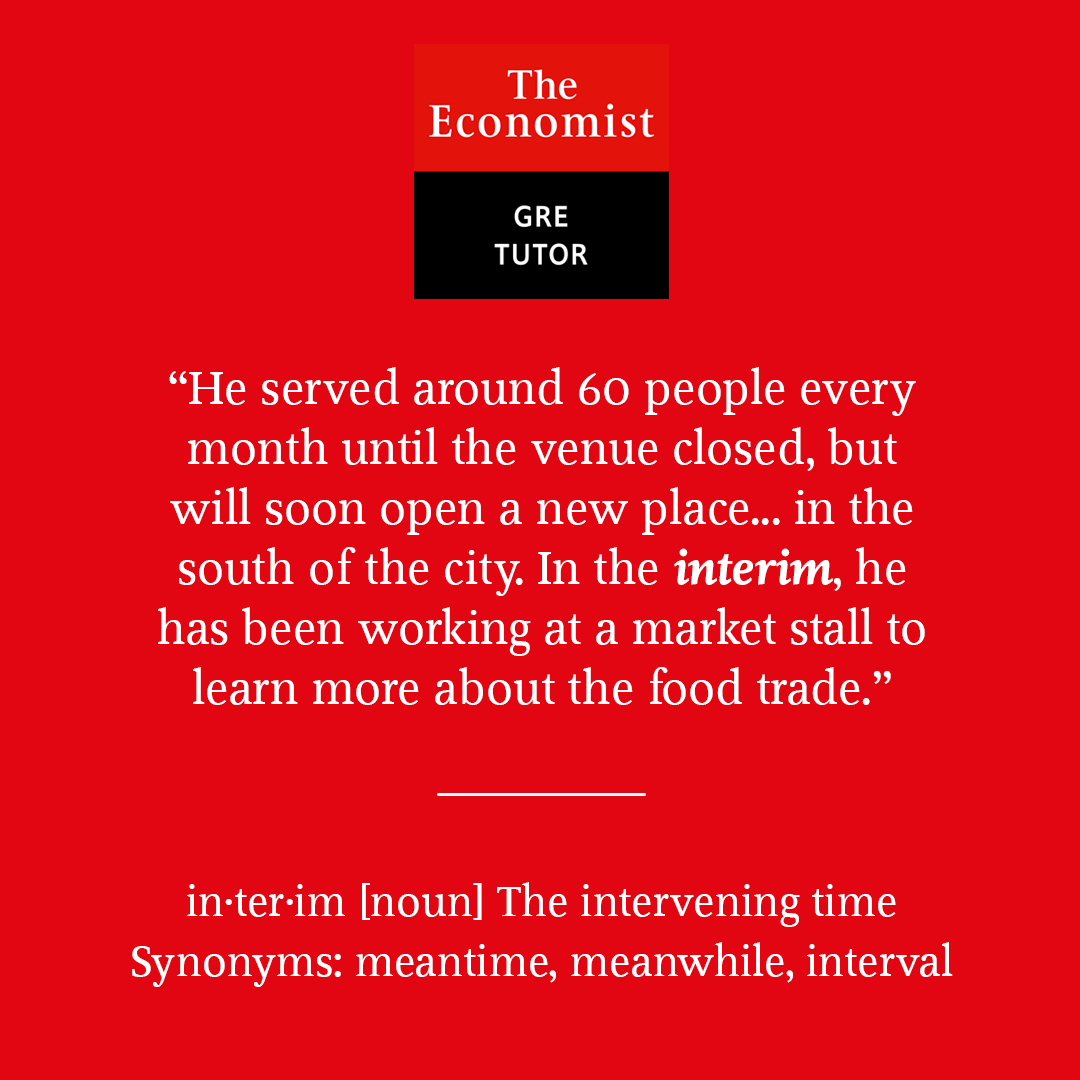 The
Economist
GRE
TUTOR
“He served around 60 people every
month until the venue closed, but
will soon open a new place... in the
south of the city. In the interim, he
has been working at a market stall to
learn more about the food trade.”
in·ter·im [noun] The intervening time
Synonyms: meantime, meanwhile, interval